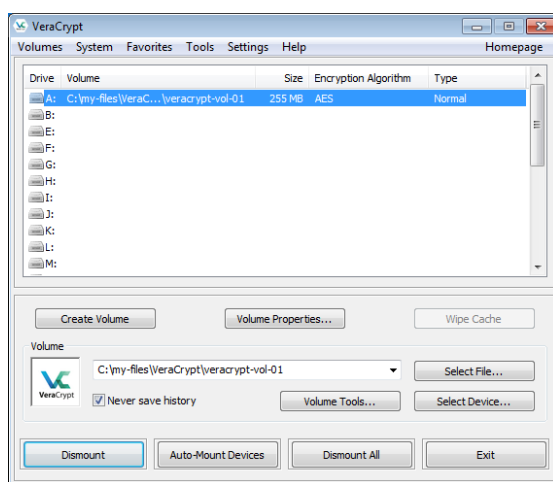 VeraCrypt
Volumes System Favorites Tools Settings Help Homepage
Drive Volume Size Encryption Algorithm Type
A: C:\my-files\VeraC...\veracrypt-vol-01 255 MB AES Normal
B:
E:
F:
G:
H:
I:
J:
K:
L:
M:
Create Volume Volume Properties... Wipe Cache
Volume
VeraCrypt
C:\my-files\VeraCrypt\veracrypt-vol-01 Select File...
Never save history Volume Tools... Select Device...
Dismount Auto-Mount Devices Dismount All Exit